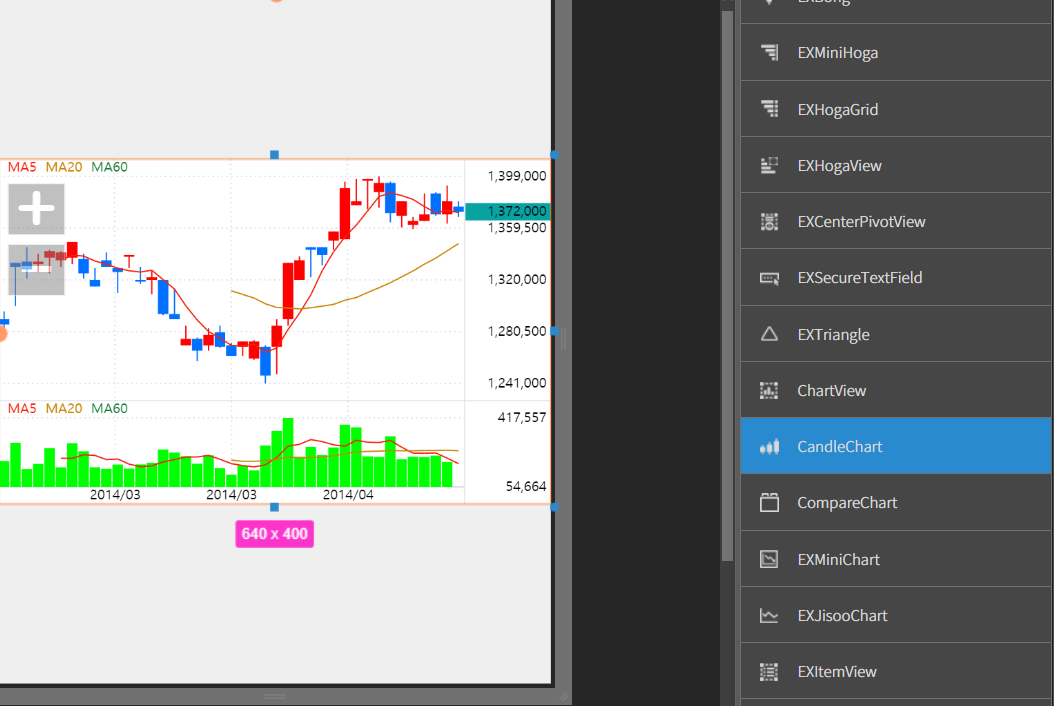 EXBong
MA5 MA20 MA60
1,399,000
1,372,000
1,359,500
1,320,000
1,280,500
1,241,000
MA5 MA20 MA60
417,557
54,664
2014/03 2014/03 2014/04
640 x 400
EXMiniHoga
EXHogaGrid
EXHogaView
EXCenterPivotView
EXSecureTextField
EXTriangle
ChartView
CandleChart
CompareChart
EXMiniChart
EXJisooChart
EXItemView